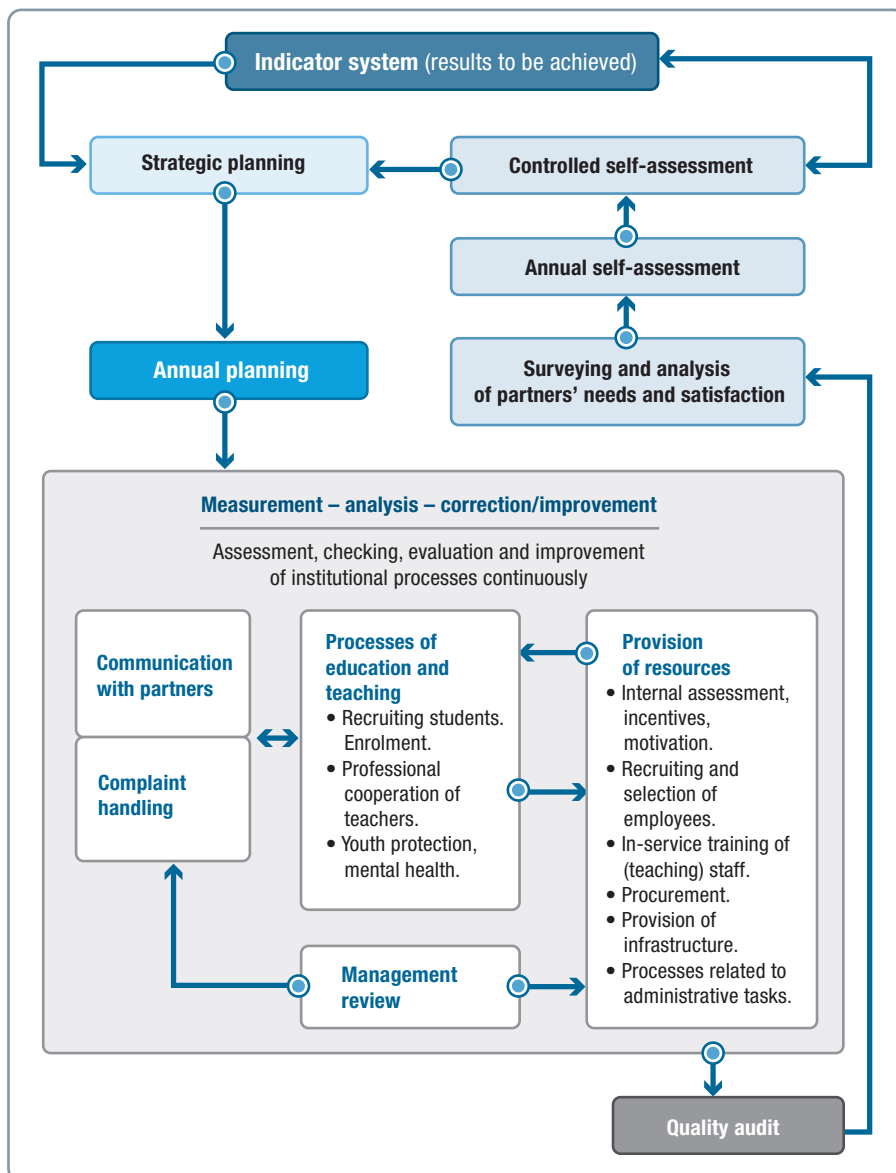 Indicator system (results to be achieved)
Strategic planning
Controlled self-assessment
Annual self-assessment
Annual planning
Surveying and analysis
of partners’ needs and satisfaction
Measurement – analysis – correction/improvement
Assessment, checking, evaluation and improvement
of institutional processes continuously
Communication
with partners
Complaint
handling
Processes of
education and
teaching
• Recruiting students.
Enrolment.
• Professional
cooperation of
teachers.
• Youth protection,
mental health.
Provision
of resources
• Internal assessment,
incentives,
motivation.
• Recruiting and
selection of
employees.
• In-service training of
(teaching) staff.
• Procurement.
• Provision of
infrastructure.
• Processes related to
administrative tasks.
Management
review
Quality audit